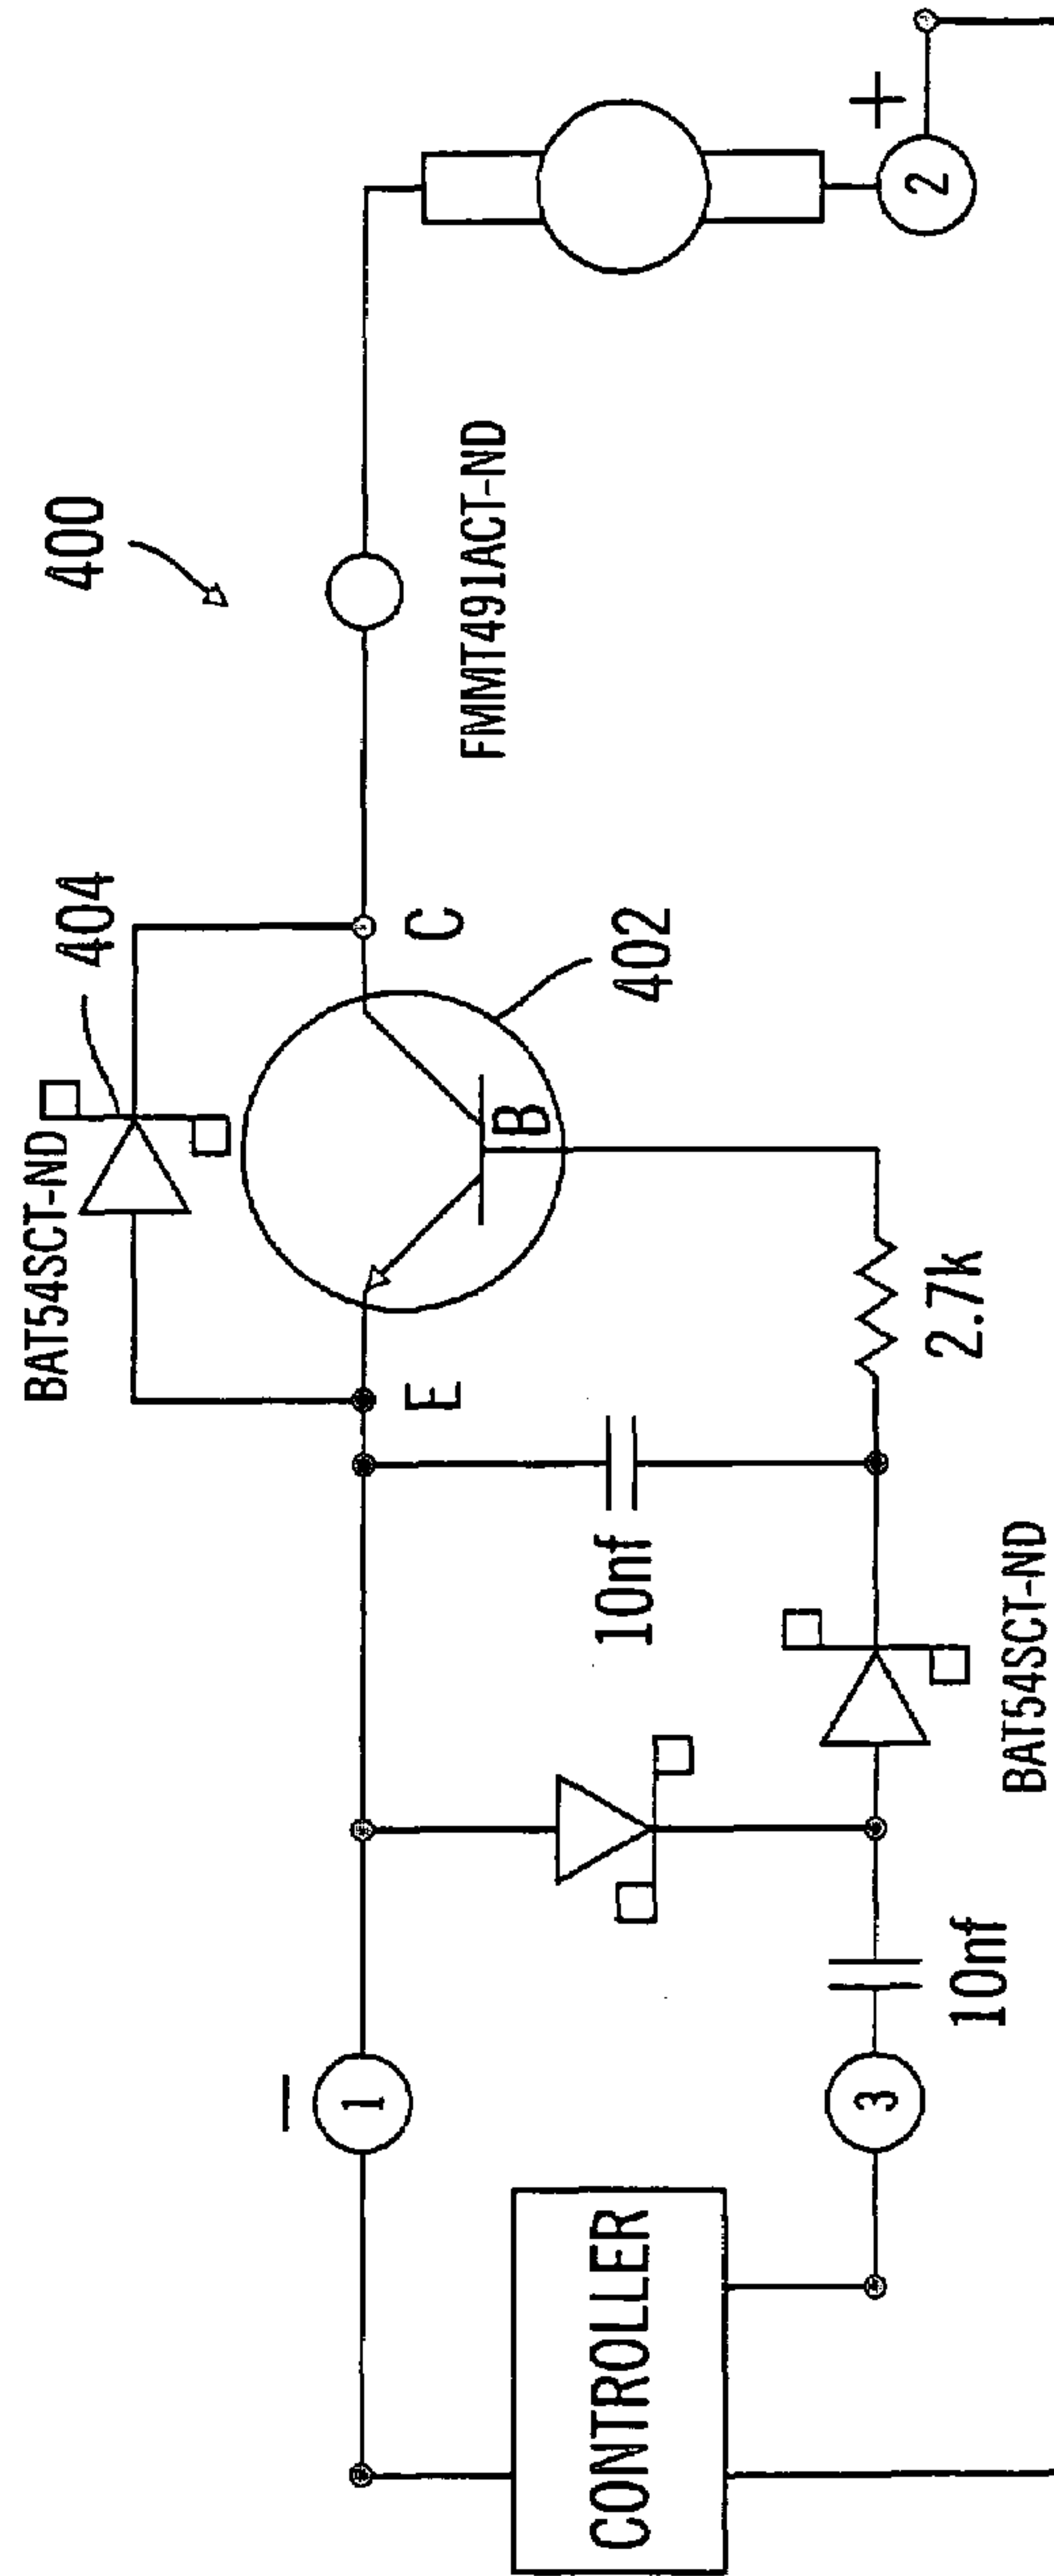 400
BAT54SCT-ND
404
C
FMMT491ACT-ND
B
402
E
10nf
2.7k
BAT54SCT-ND
–
1
3
10nf
CONTROLLER
+
2